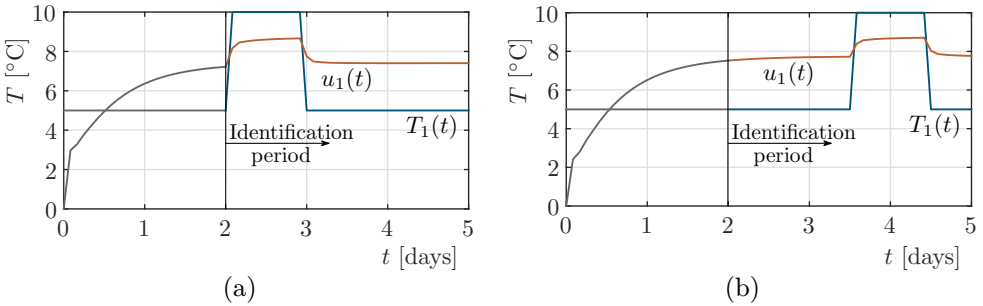 T [°C]
10
8
6
4
2
0
u₁(t)
T₁(t)
Identification
period
0 1 2 3 4 5
t [days]
(a)
T [°C]
10
8
6
4
2
0
u₁(t)
T₁(t)
Identification
period
0 1 2 3 4 5
t [days]
(b)